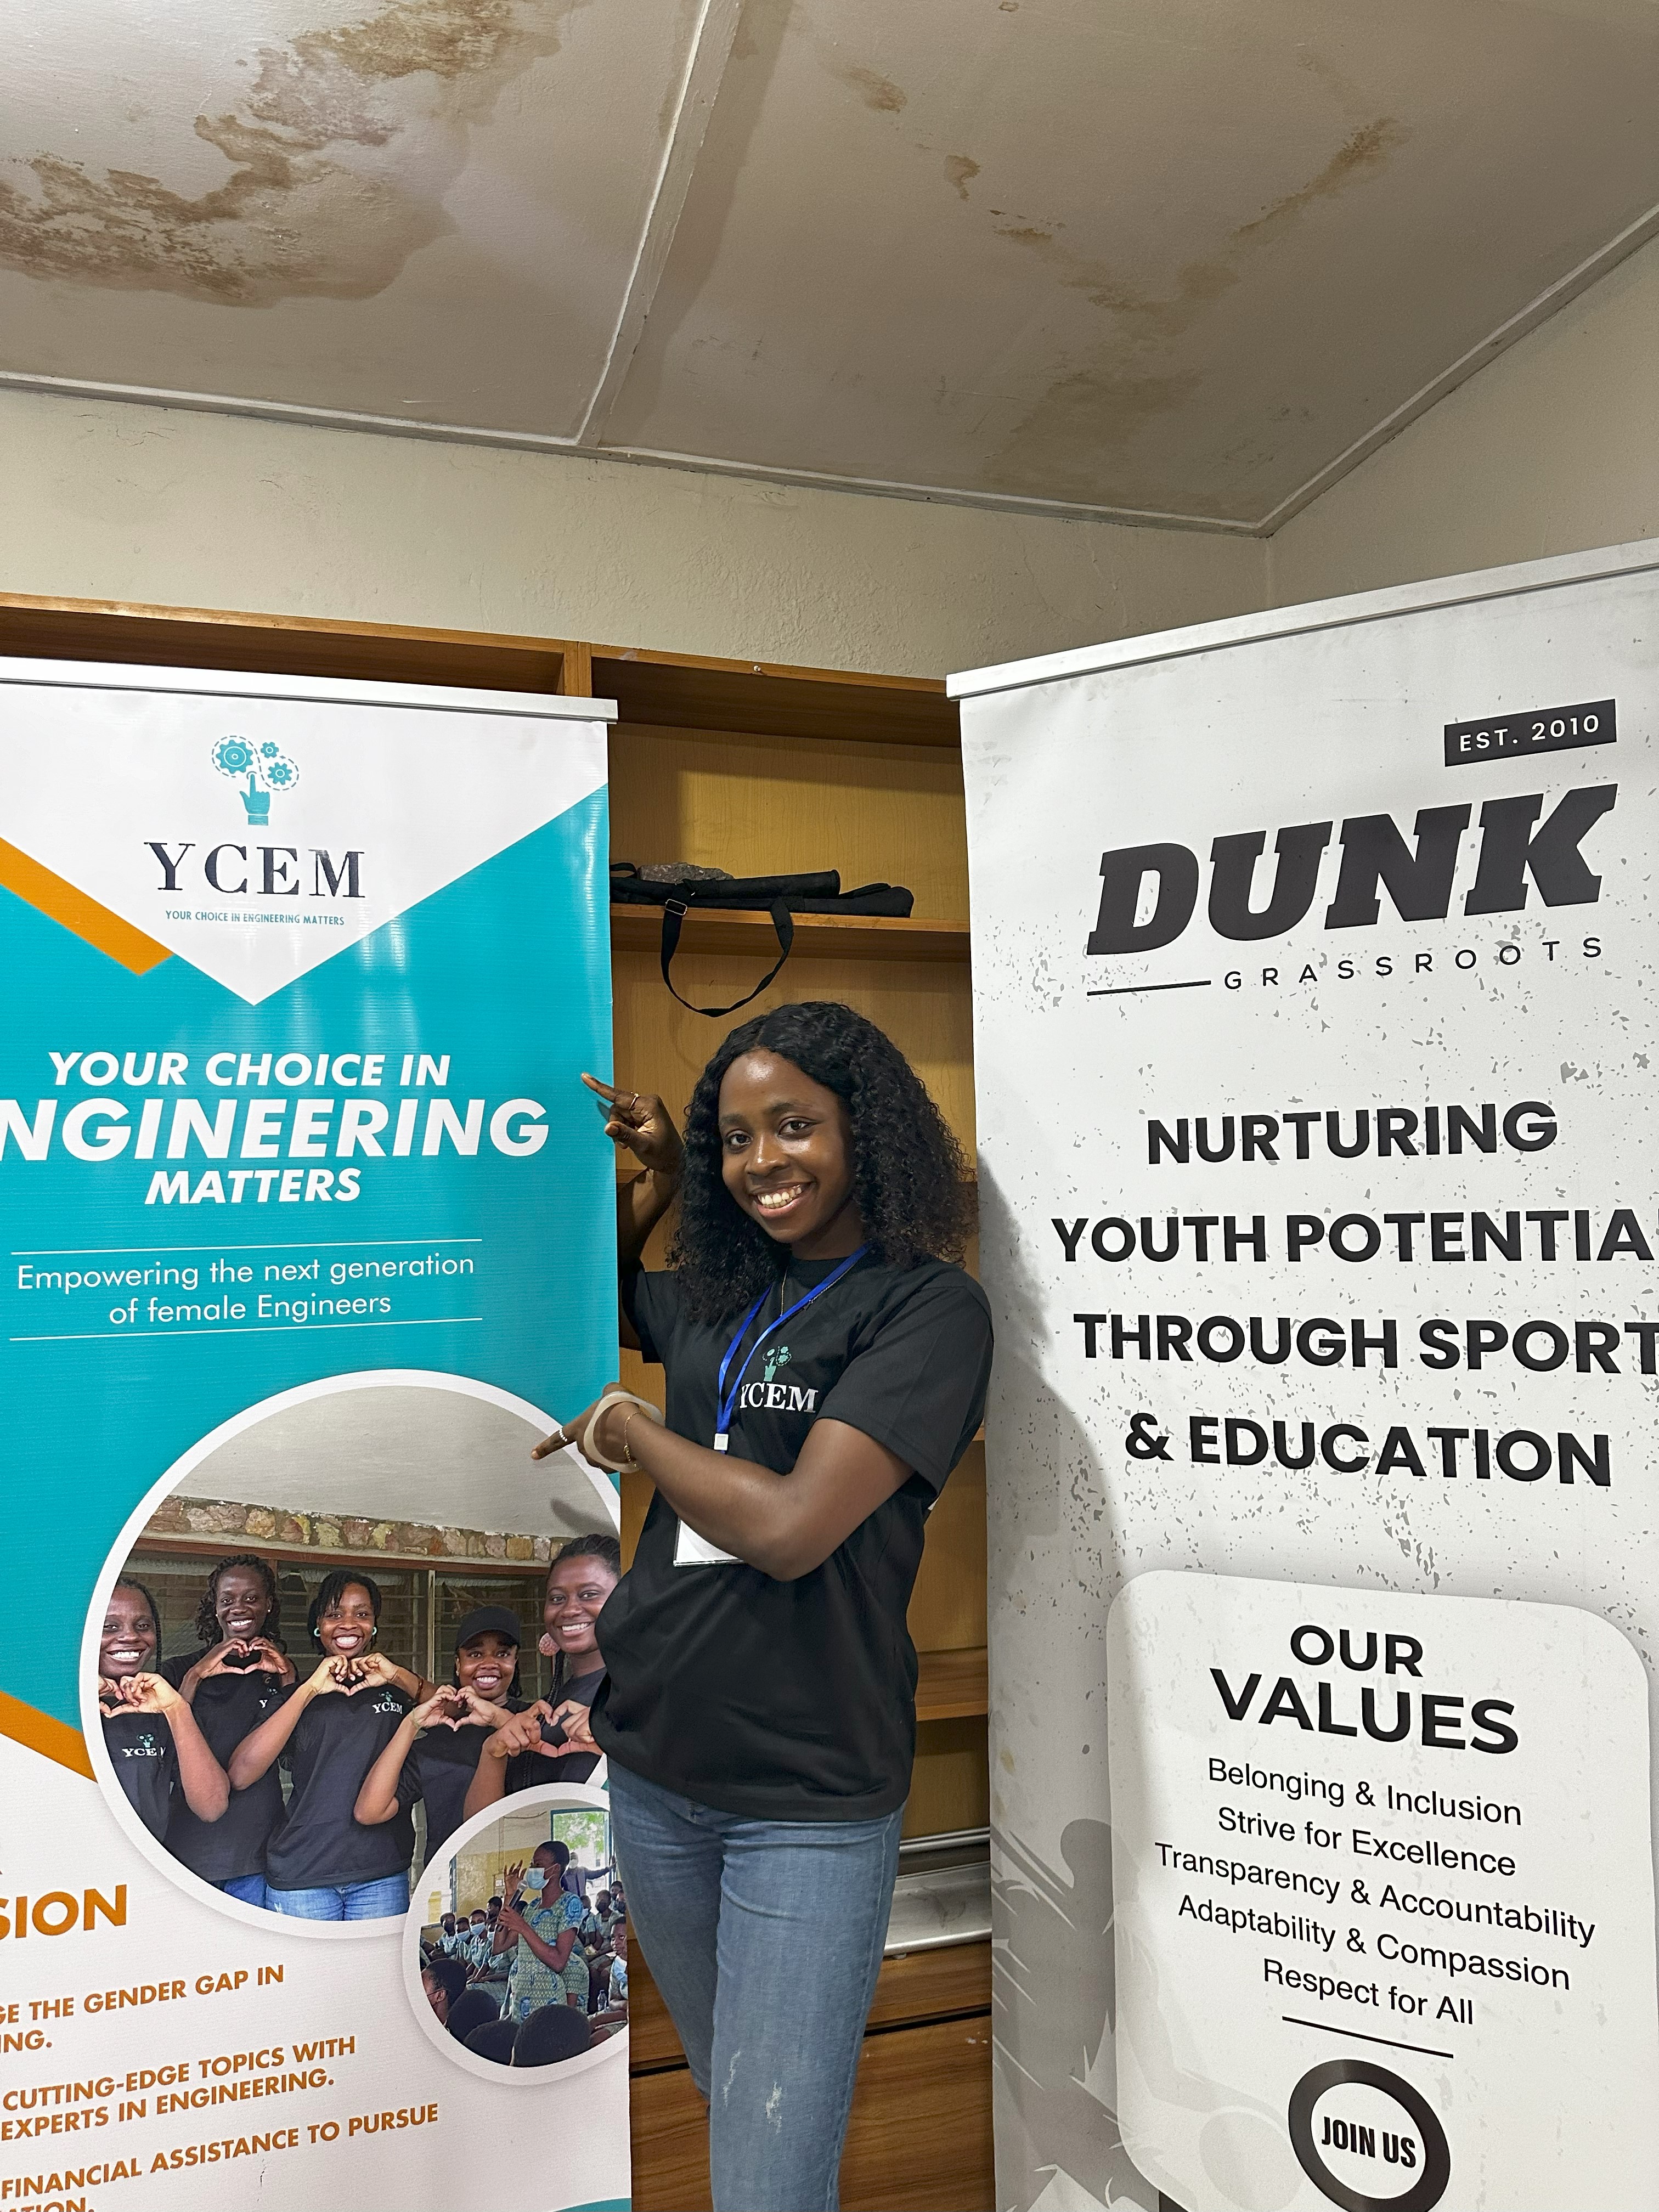 YCEM
YOUR CHOICE IN ENGINEERING MATTERS
YOUR CHOICE IN
NGINEERING
MATTERS
Empowering the next generation
of female Engineers
YCEM
YCE
SION
GE THE GENDER GAP IN
ING.
CUTTING-EDGE TOPICS WITH
EXPERTS IN ENGINEERING.
FINANCIAL ASSISTANCE TO PURSUE
ATION.
YCEM
EST. 2010
DUNK
GRASSROOTS
NURTURING
YOUTH POTENTIA
THROUGH SPORT
& EDUCATION
OUR
VALUES
Belonging & Inclusion
Strive for Excellence
Transparency & Accountability
Adaptability & Compassion
Respect for All
JOIN US